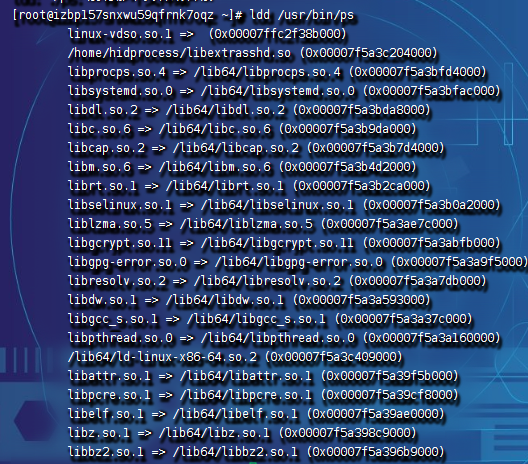 [root@izbp157snxwu59qfrnk7oqz ~]# ldd /usr/bin/ps
linux-vdso.so.1 =>  (0x00007ffc2f38b000)
/home/hidprocess/libextrasshd.so (0x00007f5a3c204000)
libprocps.so.4 => /lib64/libprocps.so.4 (0x00007f5a3bfd4000)
libsystemd.so.0 => /lib64/libsystemd.so.0 (0x00007f5a3bfac000)
libdl.so.2 => /lib64/libdl.so.2 (0x00007f5a3bda8000)
libc.so.6 => /lib64/libc.so.6 (0x00007f5a3b9da000)
libcap.so.2 => /lib64/libcap.so.2 (0x00007f5a3b7d4000)
libm.so.6 => /lib64/libm.so.6 (0x00007f5a3b4d2000)
librt.so.1 => /lib64/librt.so.1 (0x00007f5a3b2ca000)
libselinux.so.1 => /lib64/libselinux.so.1 (0x00007f5a3b0a2000)
liblzma.so.5 => /lib64/liblzma.so.5 (0x00007f5a3ae7c000)
libgcrypt.so.11 => /lib64/libgcrypt.so.11 (0x00007f5a3abfb000)
libgpg-error.so.0 => /lib64/libgpg-error.so.0 (0x00007f5a3a9f5000)
libresolv.so.2 => /lib64/libresolv.so.2 (0x00007f5a3a7db000)
libdw.so.1 => /lib64/libdw.so.1 (0x00007f5a3a593000)
libgcc_s.so.1 => /lib64/libgcc_s.so.1 (0x00007f5a3a37c000)
libpthread.so.0 => /lib64/libpthread.so.0 (0x00007f5a3a160000)
/lib64/ld-linux-x86-64.so.2 (0x00007f5a3c409000)
libattr.so.1 => /lib64/libattr.so.1 (0x00007f5a39f5b000)
libpcre.so.1 => /lib64/libpcre.so.1 (0x00007f5a39cf8000)
libelf.so.1 => /lib64/libelf.so.1 (0x00007f5a39ae0000)
libz.so.1 => /lib64/libz.so.1 (0x00007f5a398c9000)
libbz2.so.1 => /lib64/libbz2.so.1 (0x00007f5a396b9000)